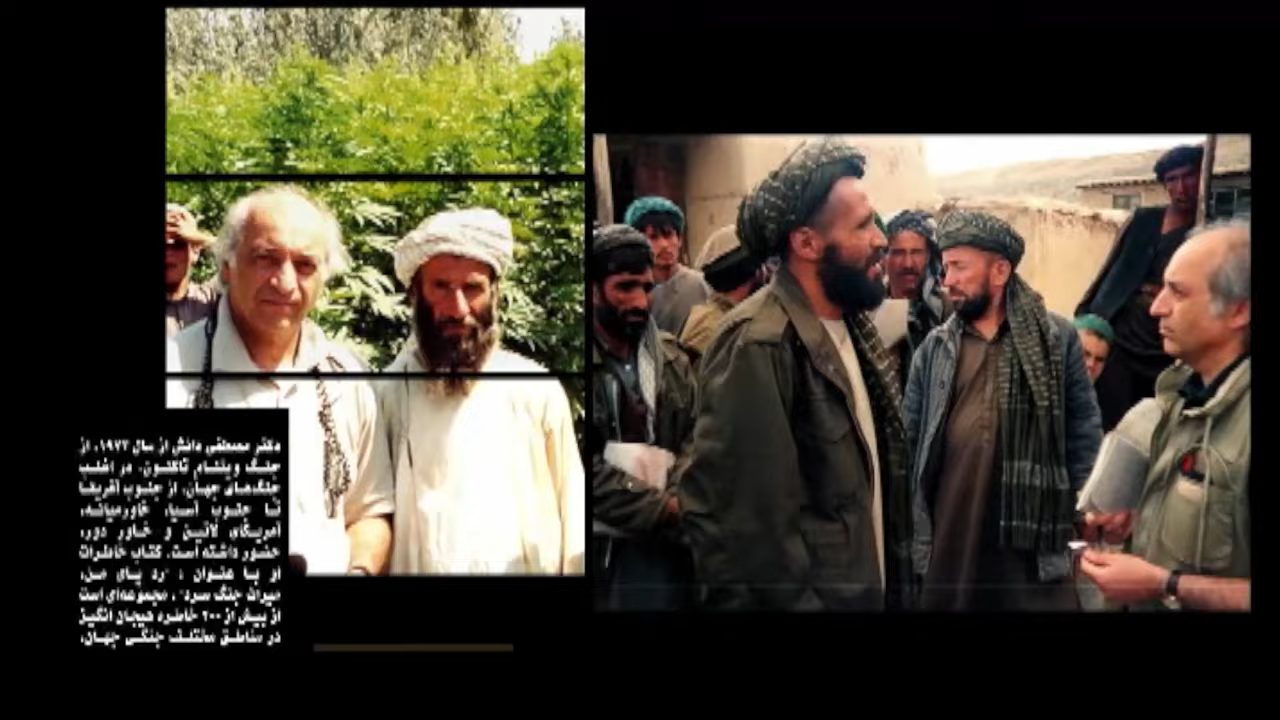 دکتر مصطفی دانش از سال ۱۹۷۳، از
جنگ ویتنام تاکنون، در اغلب
جنگ‌های جهان، از جنوب آفریقا
تا جنوب آسیا، خاورمیانه،
آمریکای لاتین و خاور دور،
حضور داشته است. کتاب خاطرات
او با عنوان : "رد پای من،
میراث جنگ سرد" ، مجموعه‌ای است
از بیش از ۲۰۰ خاطره هیجان انگیز
در مناطق مختلف جنگی جهان.